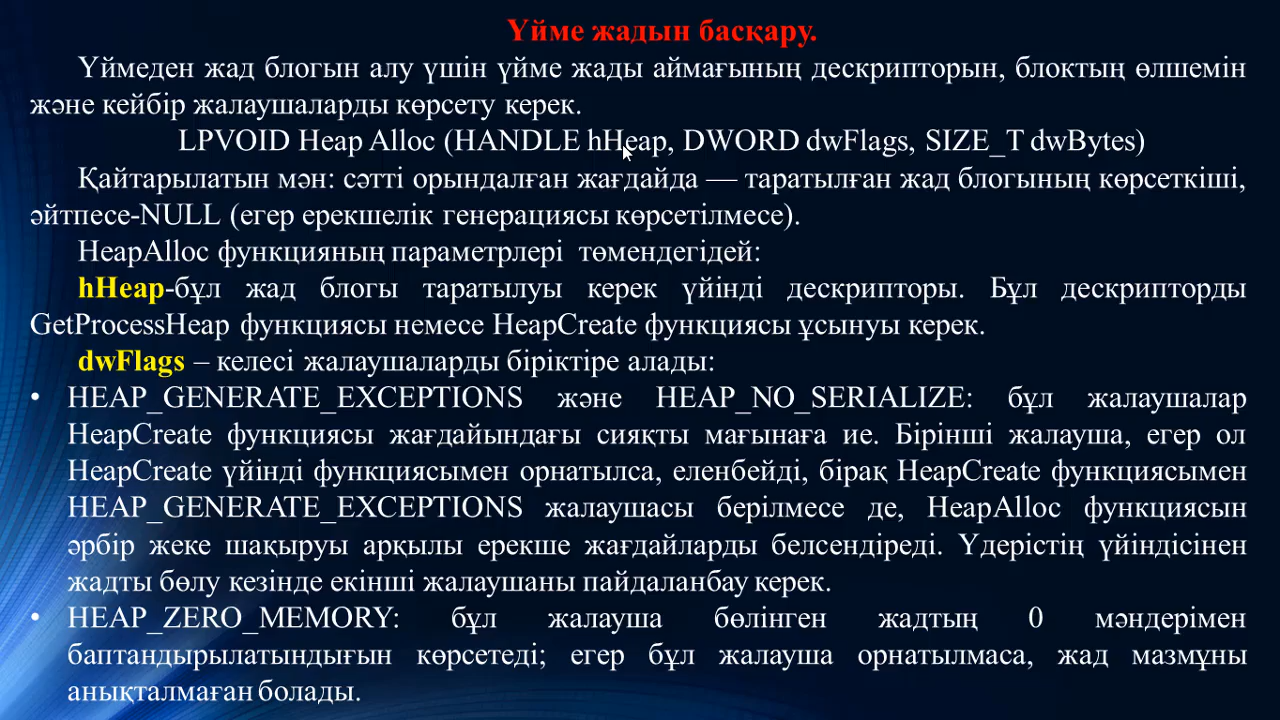 Үйме жадын басқару.
Үймеден жад блогын алу үшін үйме жады аймағының дескрипторын, блоктың өлшемін
және кейбір жалаушаларды көрсету керек.
LPVOID Heap Alloc (HANDLE hHeap, DWORD dwFlags, SIZE_T dwBytes)
Қайтарылатын мән: сәтті орындалған жағдайда — таратылған жад блогының көрсеткіші,
әйтпесе-NULL (егер ерекшелік генерациясы көрсетілмесе).
HeapAlloc функцияның параметрлері төмендегідей:
hHeap-бұл жад блогы таратылуы керек үйінді дескрипторы. Бұл дескрипторды
GetProcessHeap функциясы немесе HeapCreate функциясы ұсынуы керек.
dwFlags – келесі жалаушаларды біріктіре алады:
• HEAP_GENERATE_EXCEPTIONS және HEAP_NO_SERIALIZE: бұл жалаушалар
HeapCreate функциясы жағдайындағы сияқты мағынаға ие. Бірінші жалауша, егер ол
HeapCreate үйінді функциясымен орнатылса, еленбейді, бірақ HeapCreate функциясымен
HEAP_GENERATE_EXCEPTIONS жалаушасы берілмесе де, HeapAlloc функциясын
әрбір жеке шақыруы арқылы ерекше жағдайларды белсендіреді. Үдерістің үйіндісінен
жадты бөлу кезінде екінші жалаушаны пайдаланбау керек.
• HEAP_ZERO_MEMORY: бұл жалауша бөлінген жадтың 0 мәндерімен
баптандырылатындығын көрсетеді; егер бұл жалауша орнатылмаса, жад мазмұны
анықталмаған болады.